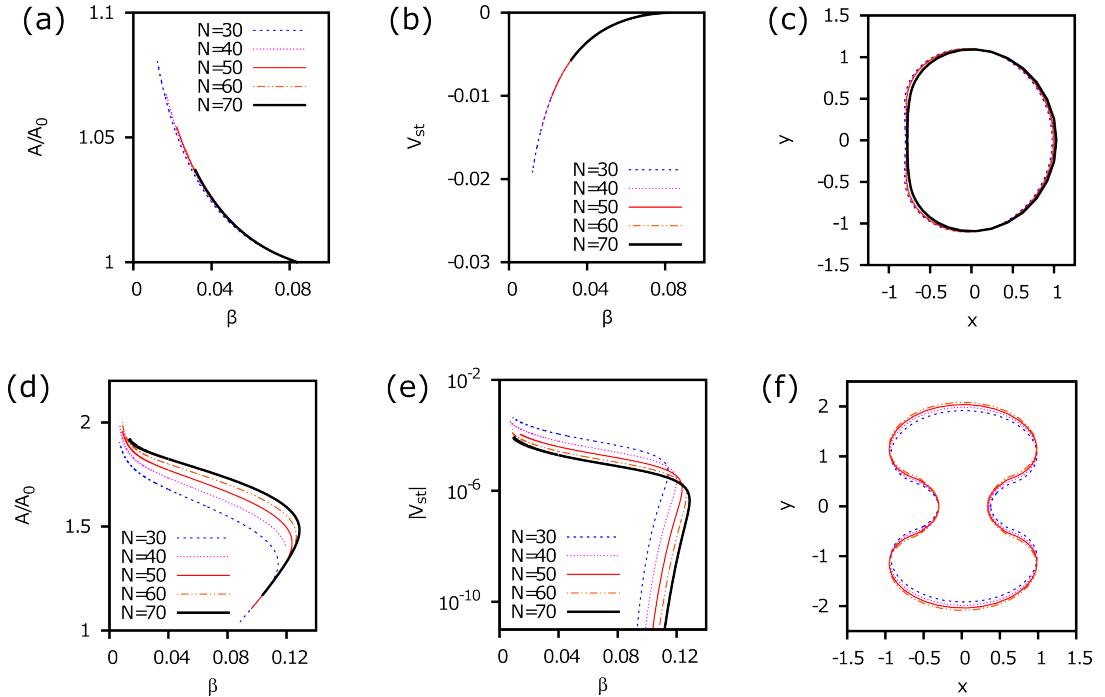 (a)
1.1
1.05
1
A/A0
N=30
N=40
N=50
N=60
N=70
0 0.04 0.08
β
(b)
0
-0.01
-0.02
-0.03
Vst
N=30
N=40
N=50
N=60
N=70
0 0.04 0.08
β
(c)
1.5
1
0.5
0
-0.5
-1
-1.5
y
-1 -0.5 0 0.5 1
x
(d)
2
1.5
1
A/A0
N=30
N=40
N=50
N=60
N=70
0 0.04 0.08 0.12
β
(e)
10-2
10-6
10-10
|Vst|
N=30
N=40
N=50
N=60
N=70
0 0.04 0.08 0.12
β
(f)
2
1
0
-1
-2
y
-1.5 -1 -0.5 0 0.5 1 1.5
x